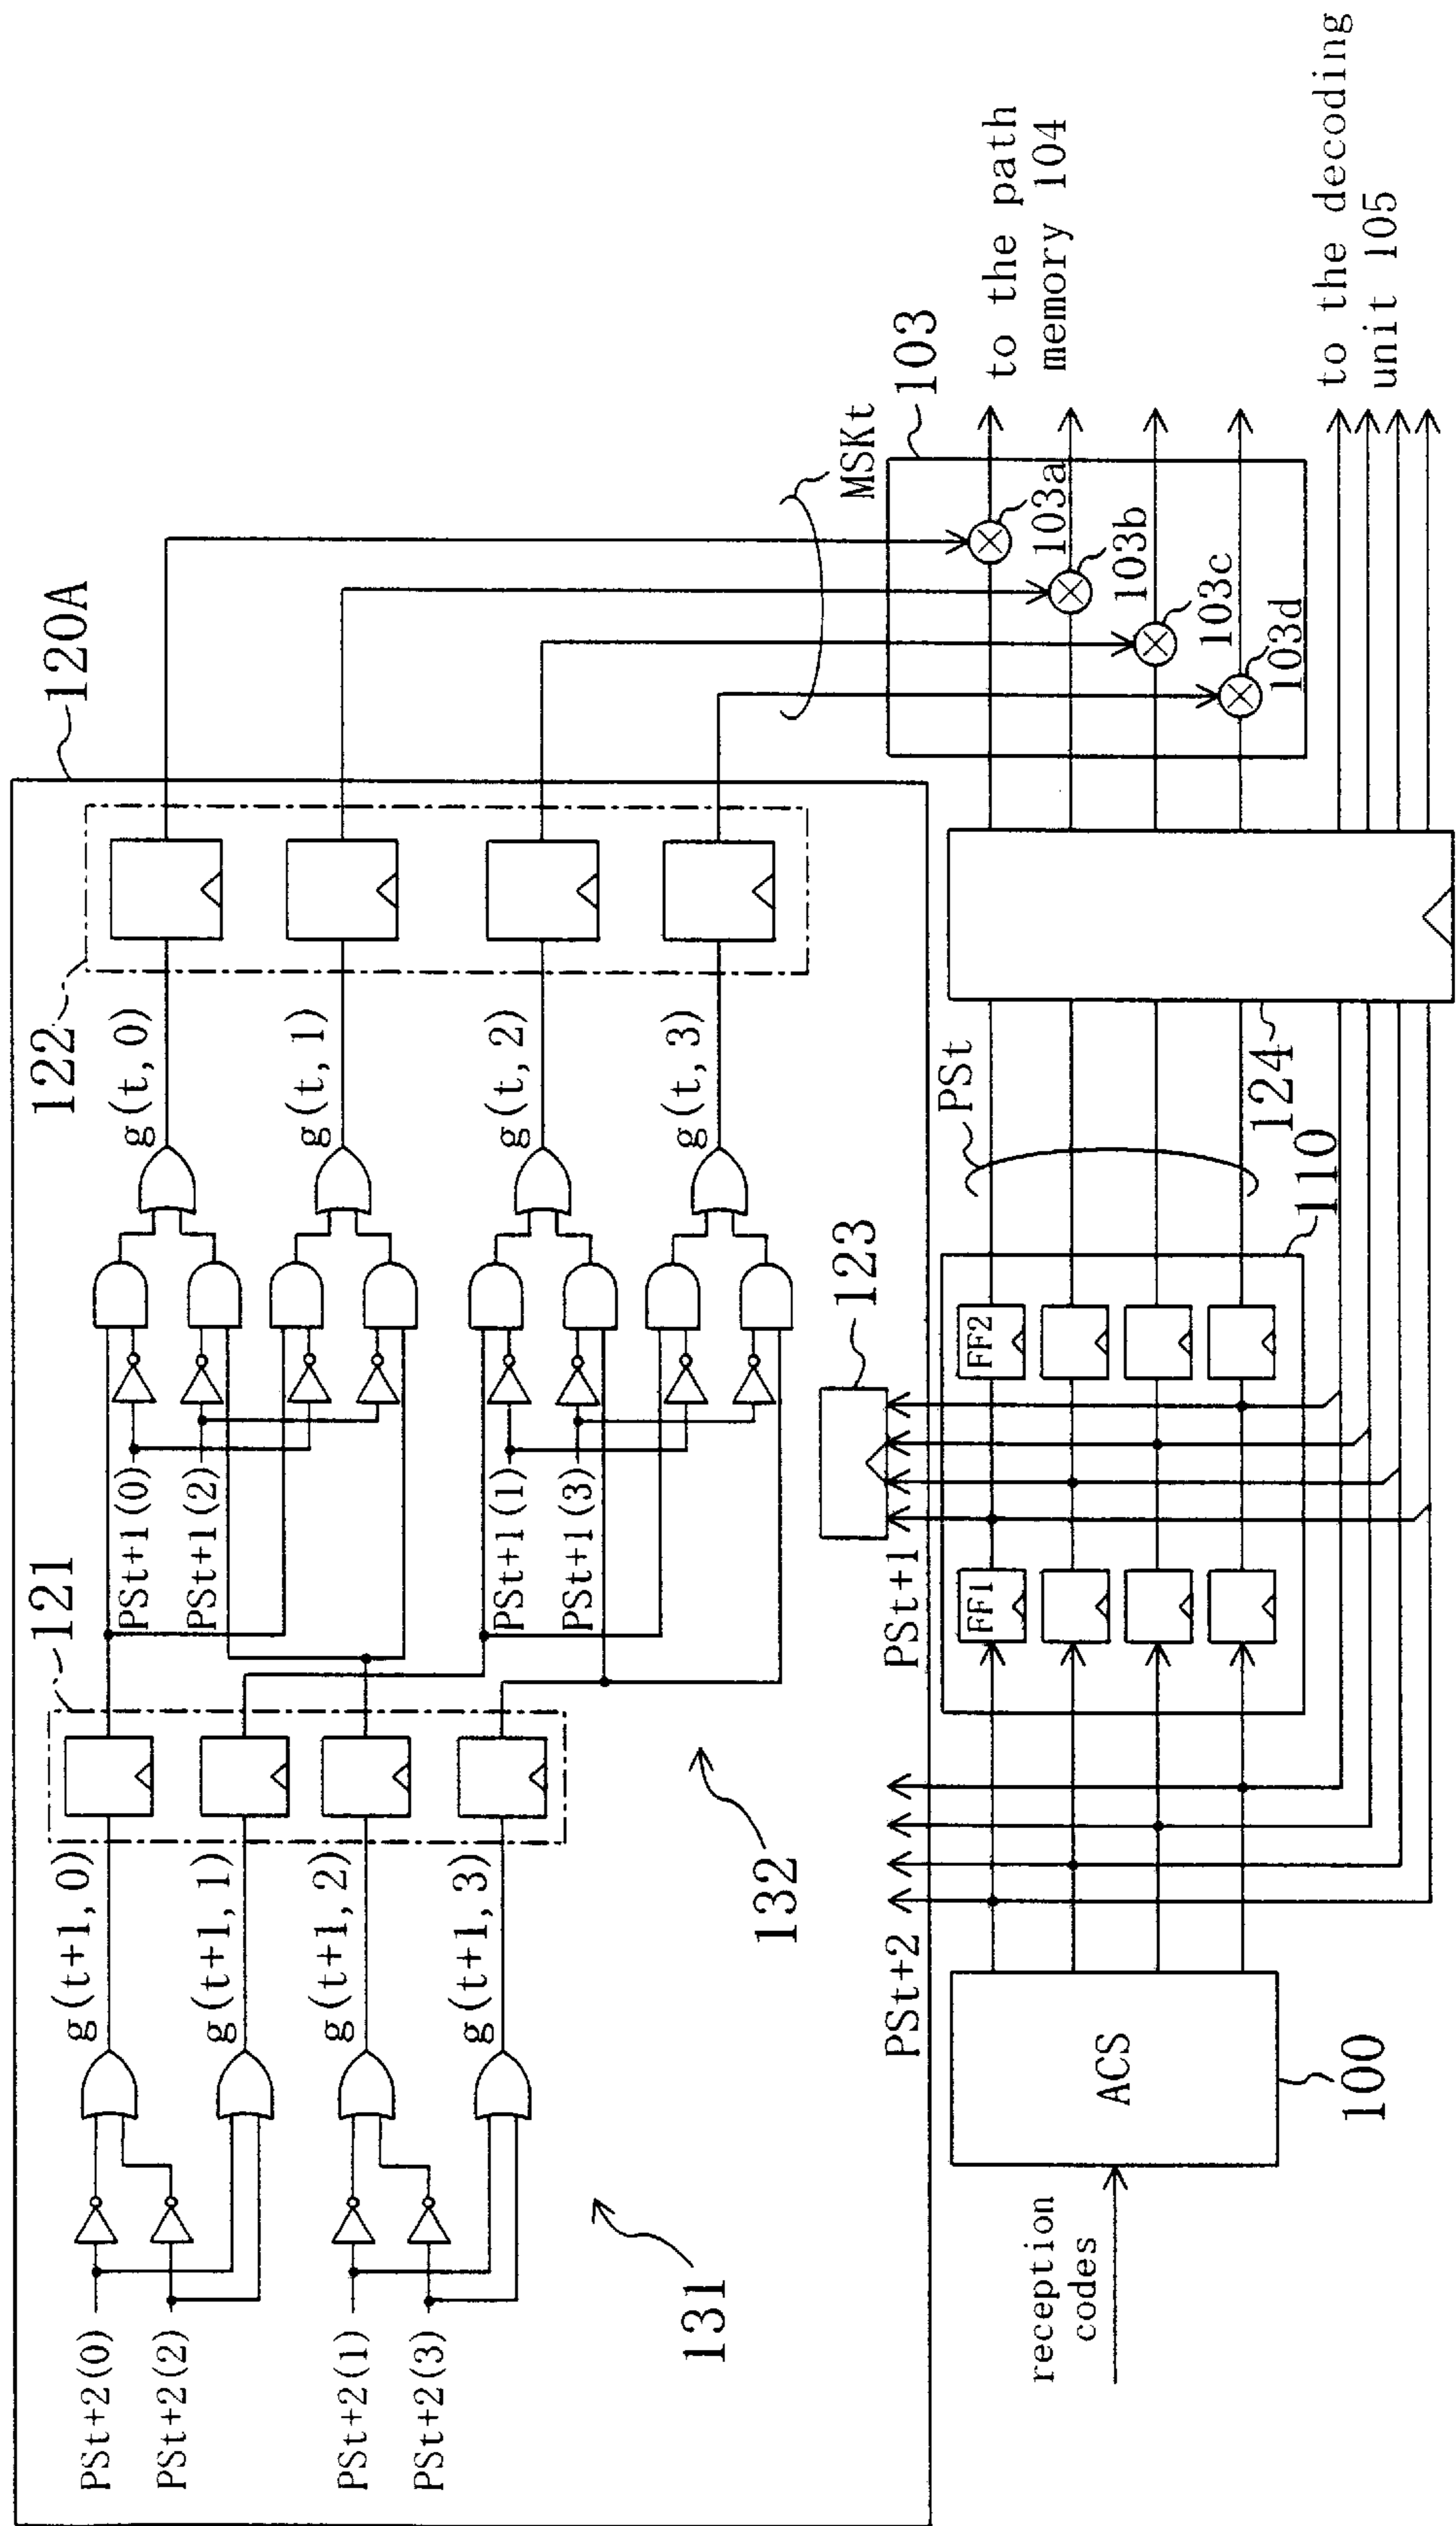 120A
122
121
g(t+1, 0)
g(t+1, 1)
g(t+1, 2)
g(t+1, 3)
g(t, 0)
g(t, 1)
g(t, 2)
g(t, 3)
PSt+2(0)
PSt+2(2)
PSt+2(1)
PSt+2(3)
PSt+1(0)
PSt+1(2)
PSt+1(1)
PSt+1(3)
131
132
MSKt
103
123
PSt+2
PSt+1
PSt
103a
103b
103c
103d
to the path
memory 104
reception
codes
ACS
100
FF1
FF2
110
124
to the decoding
unit 105